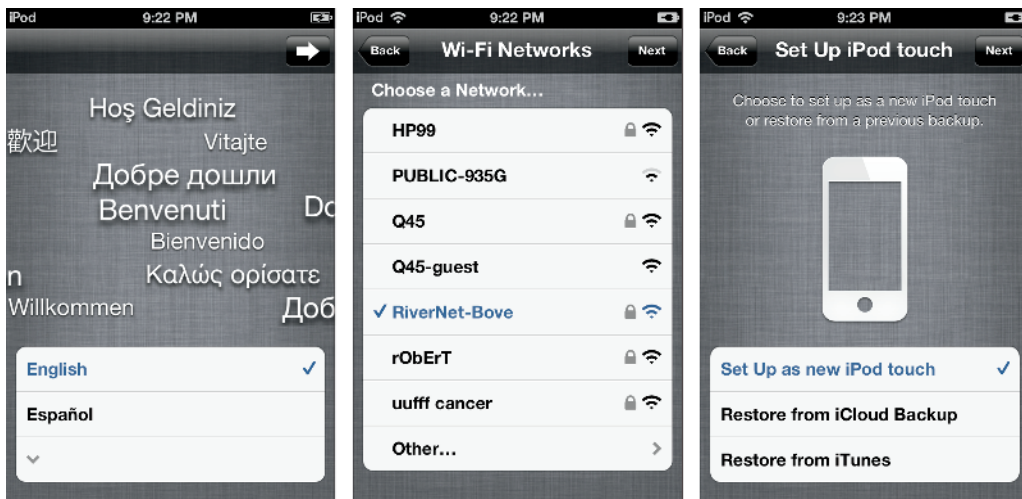 iPod 9:22 PM
Hoş Geldiniz
歡迎 Vitajte
Добре дошли
Benvenuti Do
Bienvenido
n Καλώς ορίσατε
Willkommen Доб
English
Español
iPod 9:22 PM
Back Wi-Fi Networks Next
Choose a Network...
HP99
PUBLIC-935G
Q45
Q45-guest
RiverNet-Bove
rObErT
uufff cancer
Other...
iPod 9:23 PM
Back Set Up iPod touch Next
Choose to set up as a new iPod touch
or restore from a previous backup.
Set Up as new iPod touch
Restore from iCloud Backup
Restore from iTunes